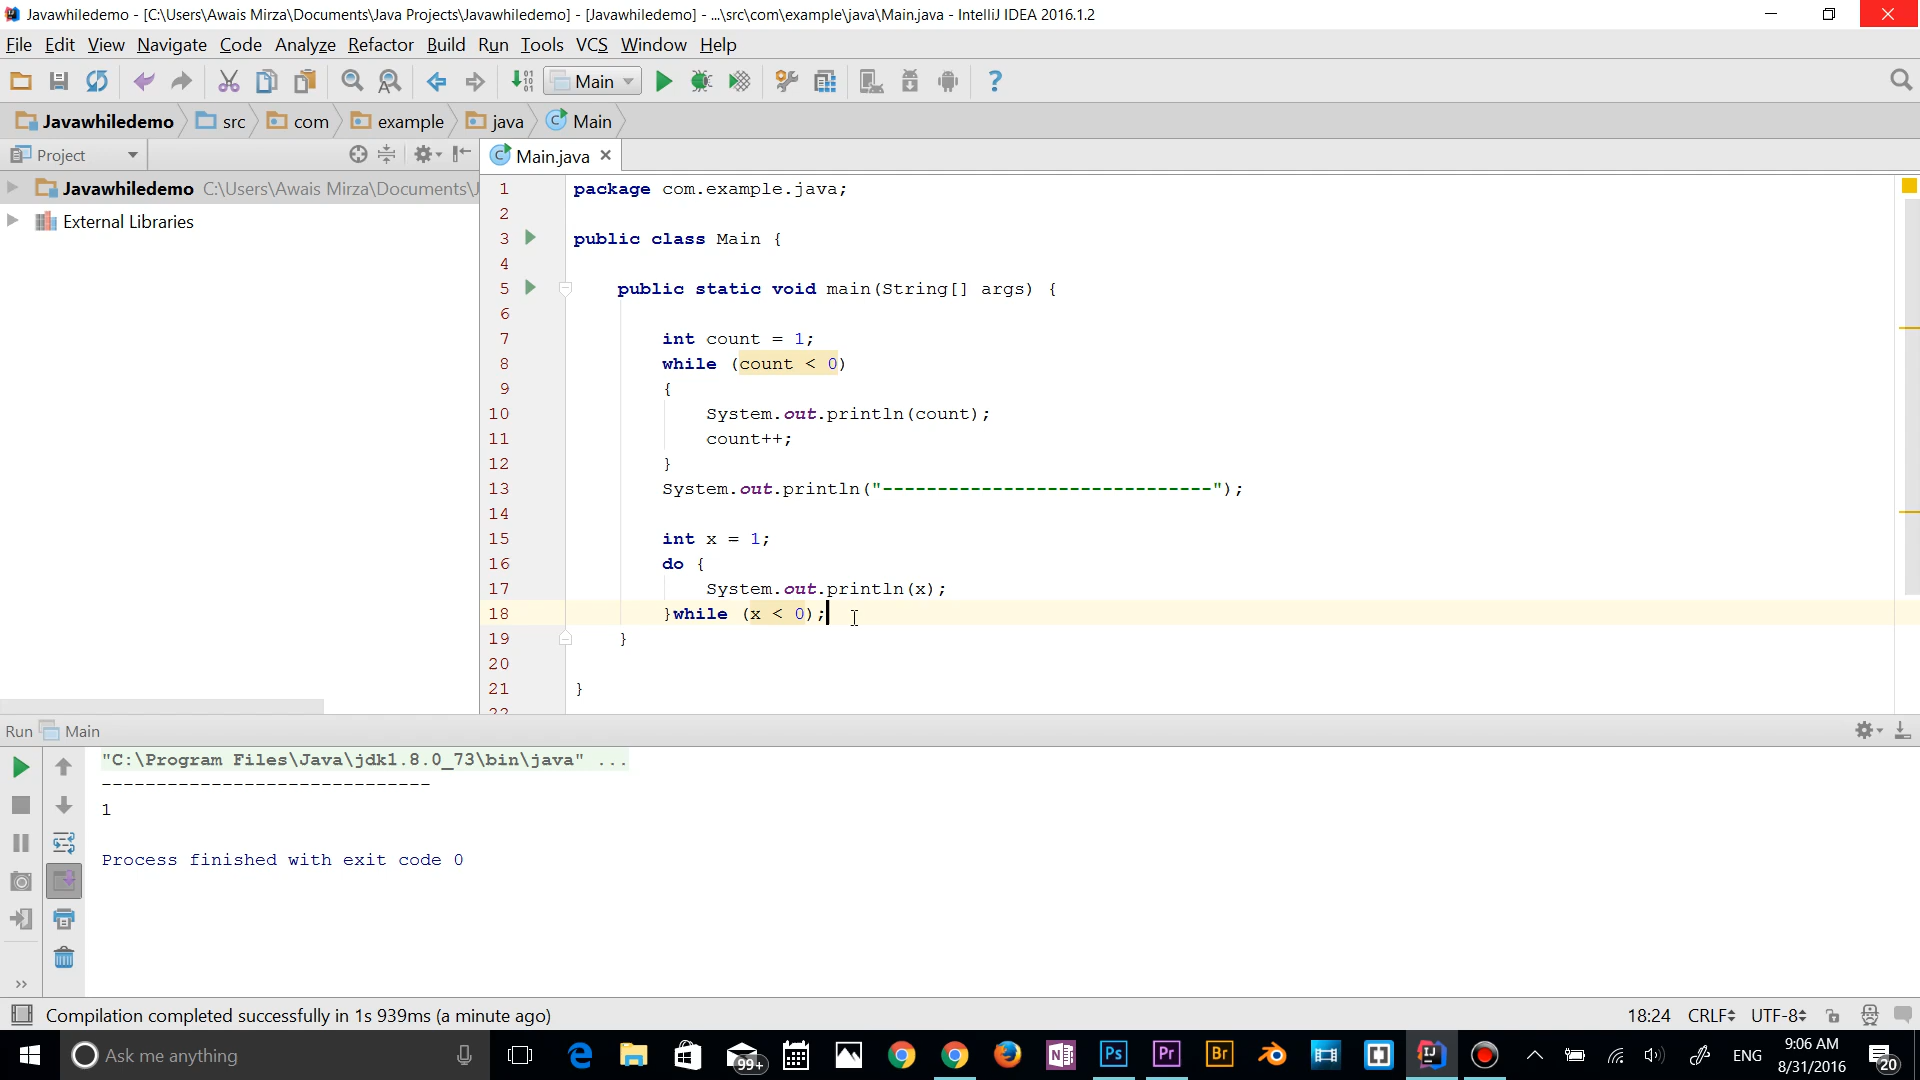 Javawhiledemo - [C:\Users\Awais Mirza\Documents\Java Projects\Javawhiledemo] - [Javawhiledemo] - ...\src\com\example\java\Main.java - IntelliJ IDEA 2016.1.2
File Edit View Navigate Code Analyze Refactor Build Run Tools VCS Window Help
Main
Javawhiledemo src com example java Main
Project
Main.java
Javawhiledemo C:\Users\Awais Mirza\Documents\J
External Libraries
1 package com.example.java;
2
3 public class Main {
4
5 public static void main(String[] args) {
6
7 int count = 1;
8 while (count < 0)
9 {
10 System.out.println(count);
11 count++;
12 }
13 System.out.println("------------------------------");
14
15 int x = 1;
16 do {
17 System.out.println(x);
18 }while (x < 0);
19 }
20
21 }
22
Run Main
"C:\Program Files\Java\jdk1.8.0_73\bin\java" ...
------------------------------
1
Process finished with exit code 0
Compilation completed successfully in 1s 939ms (a minute ago)
18:24 CRLF UTF-8
Ask me anything
99+
Ps
Pr
Br
IJ
ENG
9:06 AM
8/31/2016
20